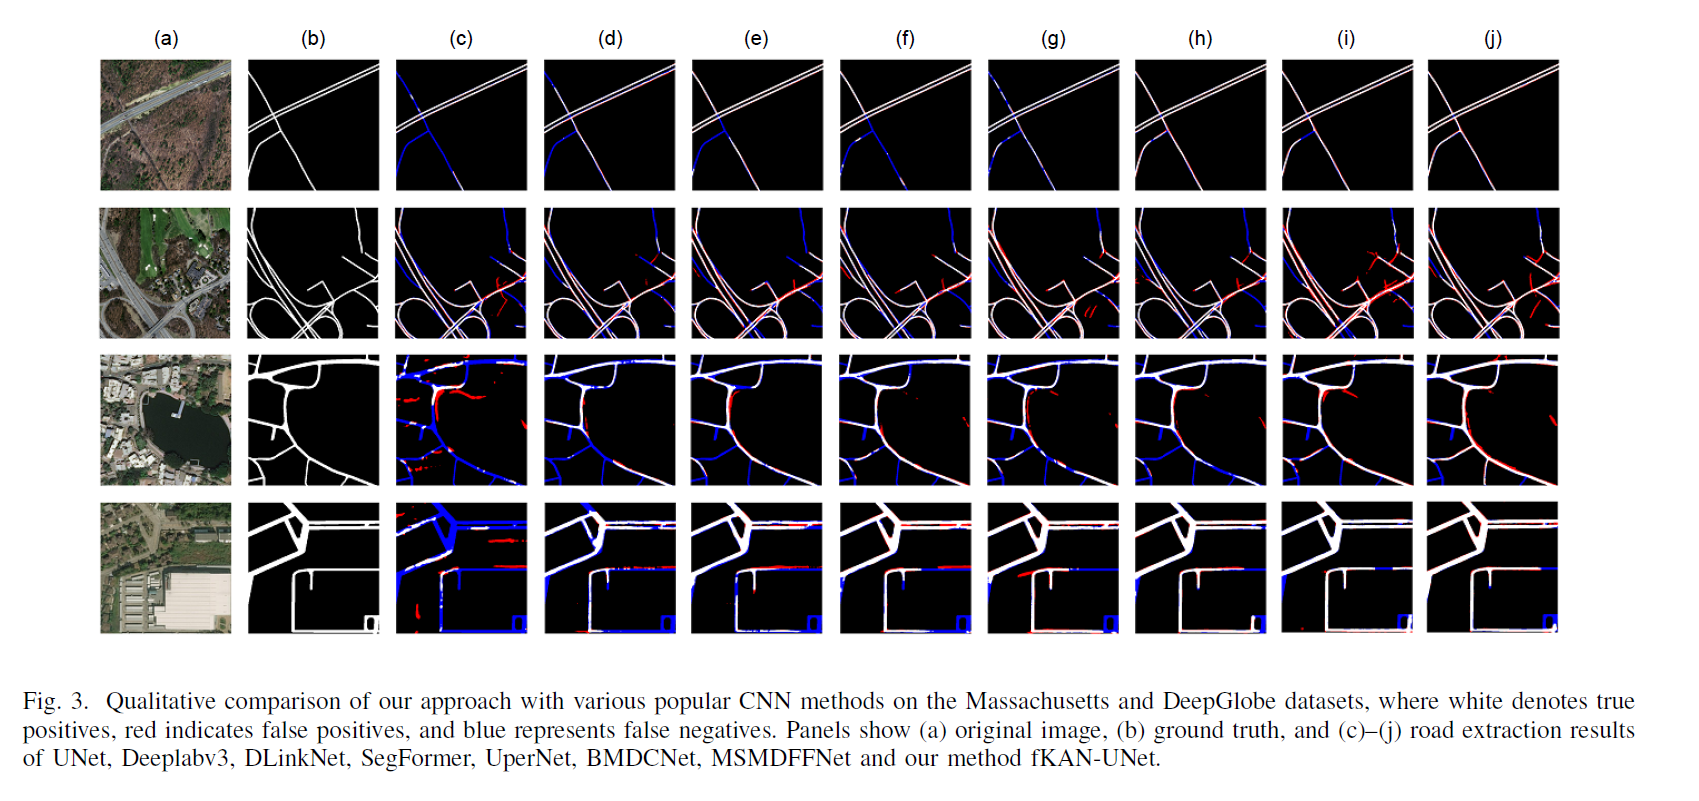 (a) (b) (c) (d) (e) (f) (g) (h) (i) (j)
Fig. 3. Qualitative comparison of our approach with various popular CNN methods on the Massachusetts and DeepGlobe datasets, where white denotes true
positives, red indicates false positives, and blue represents false negatives. Panels show (a) original image, (b) ground truth, and (c)–(j) road extraction results
of UNet, Deeplabv3, DLinkNet, SegFormer, UperNet, BMDCNet, MSMDFFNet and our method fKAN-UNet.